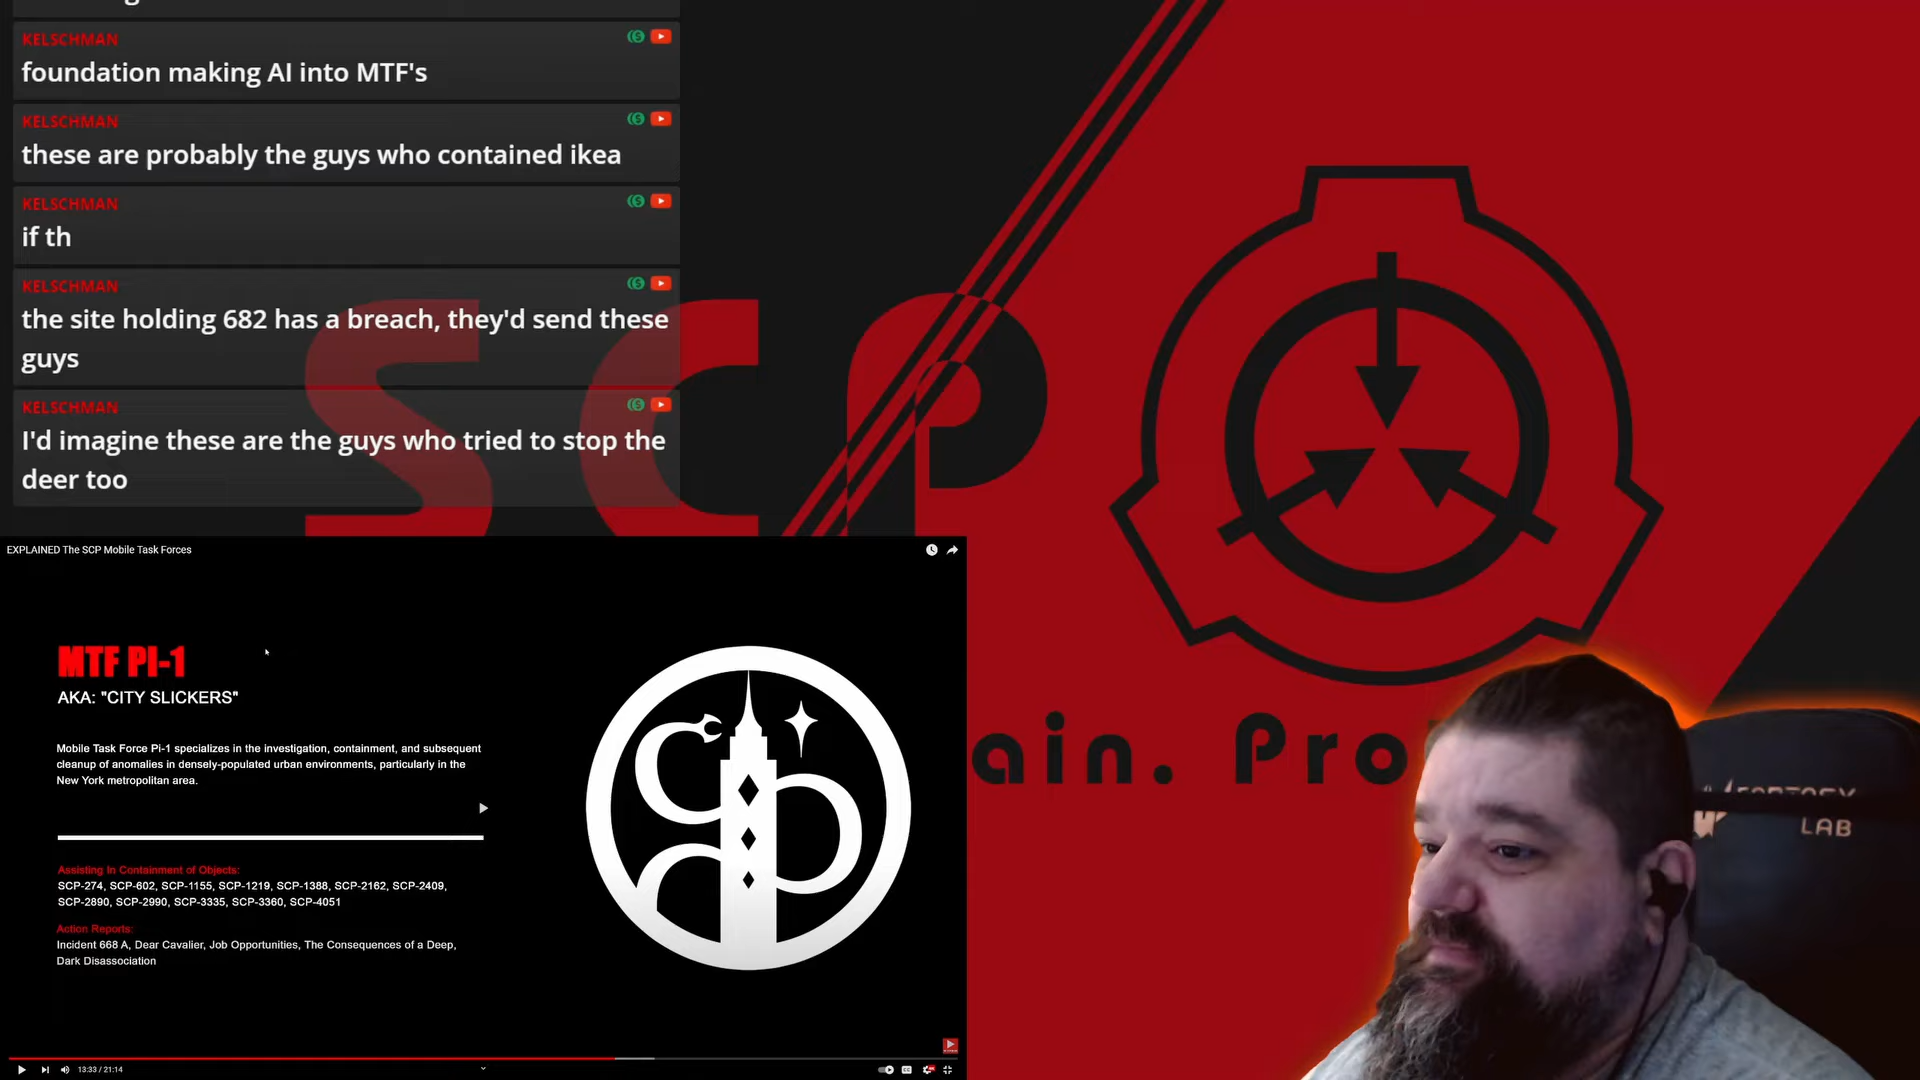 KELSCHMAN
foundation making AI into MTF's
KELSCHMAN
these are probably the guys who contained ikea
KELSCHMAN
if th
KELSCHMAN
the site holding 682 has a breach, they'd send these
guys
KELSCHMAN
I'd imagine these are the guys who tried to stop the
deer too
SCP
ain. Pro
LAB
EXPLAINED The SCP Mobile Task Forces
MTF PI-1
AKA: "CITY SLICKERS"
Mobile Task Force Pi-1 specializes in the investigation, containment, and subsequent
cleanup of anomalies in densely-populated urban environments, particularly in the
New York metropolitan area.
Assisting In Containment of Objects:
SCP-274, SCP-602, SCP-1155, SCP-1219, SCP-1388, SCP-2162, SCP-2409,
SCP-2890, SCP-2990, SCP-3335, SCP-3360, SCP-4051
Action Reports:
Incident 668 A, Dear Cavalier, Job Opportunities, The Consequences of a Deep,
Dark Disassociation
13:33 / 21:14